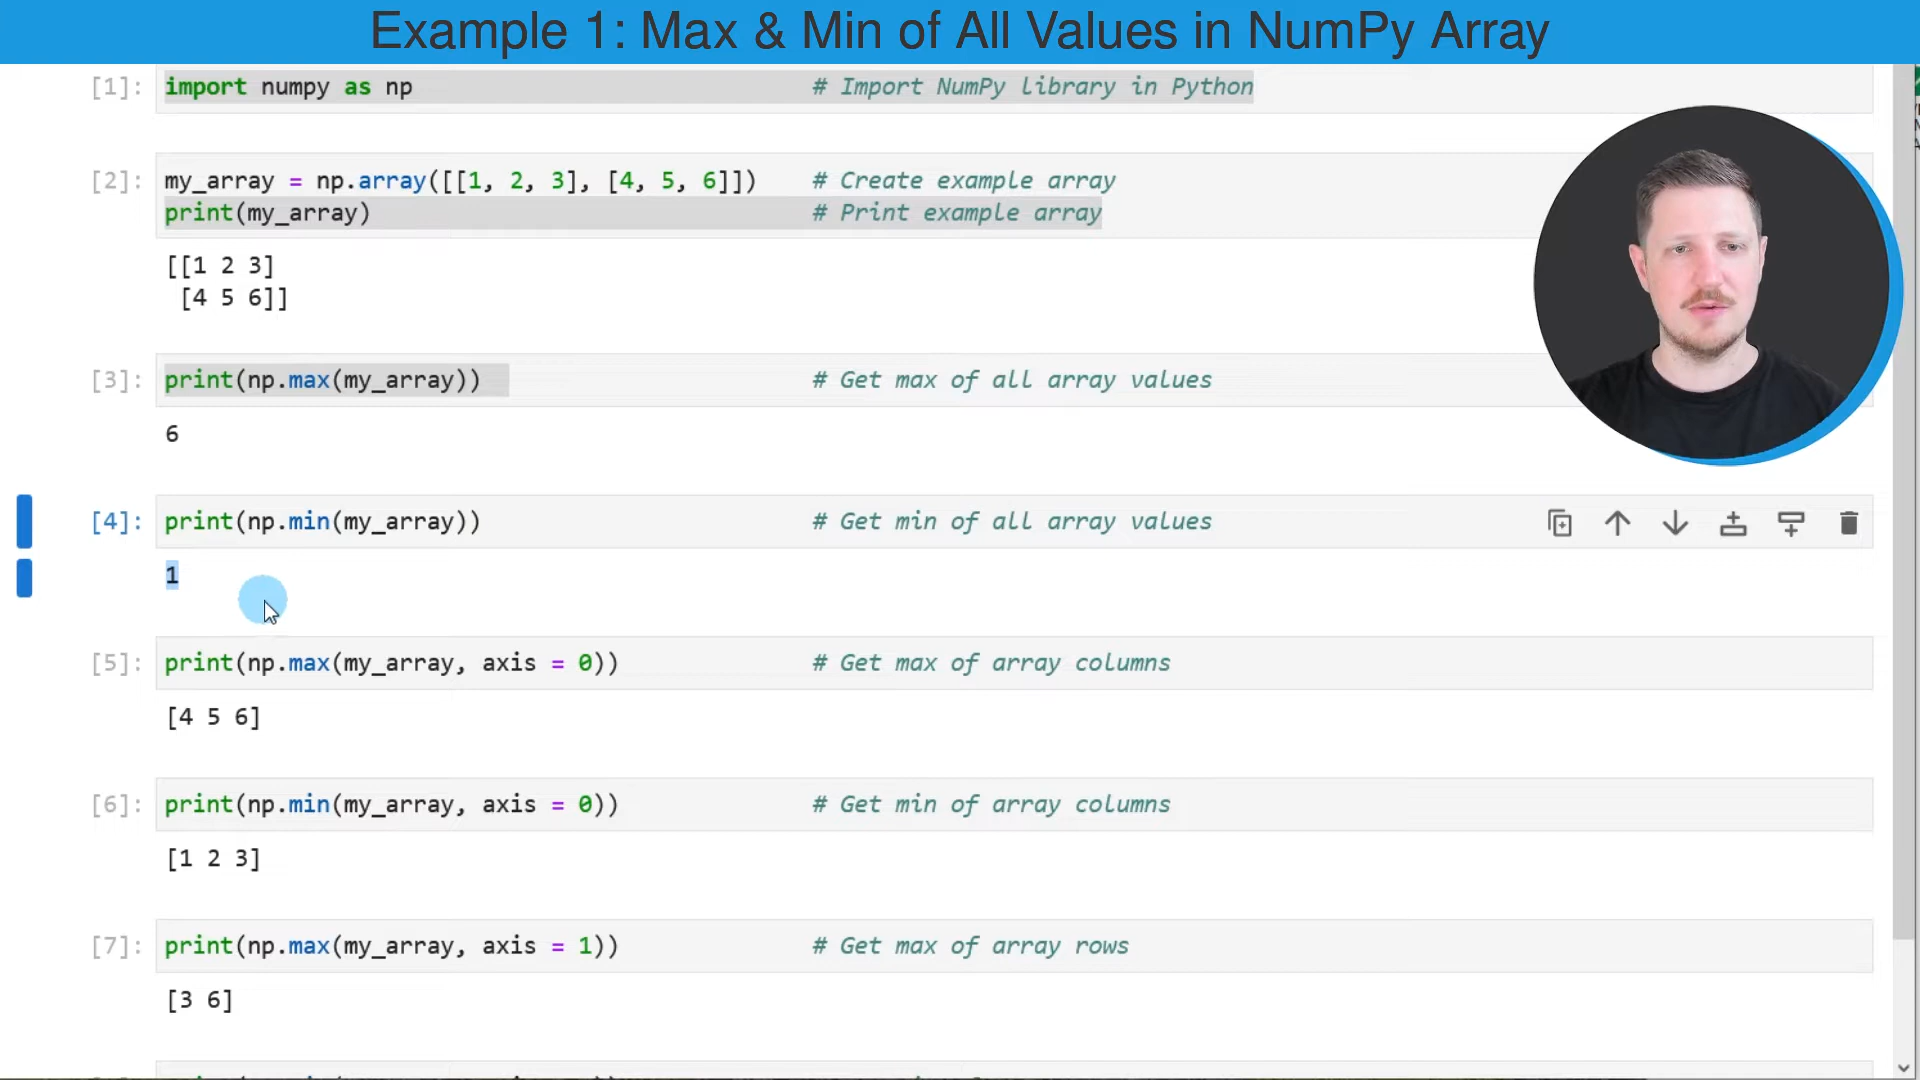 Example 1: Max & Min of All Values in NumPy Array
[1]: import numpy as np # Import NumPy library in Python
[2]: my_array = np.array([[1, 2, 3], [4, 5, 6]]) # Create example array
print(my_array) # Print example array
[[1 2 3]
[4 5 6]]
[3]: print(np.max(my_array)) # Get max of all array values
6
[4]: print(np.min(my_array)) # Get min of all array values
1
[5]: print(np.max(my_array, axis = 0)) # Get max of array columns
[4 5 6]
[6]: print(np.min(my_array, axis = 0)) # Get min of array columns
[1 2 3]
[7]: print(np.max(my_array, axis = 1)) # Get max of array rows
[3 6]